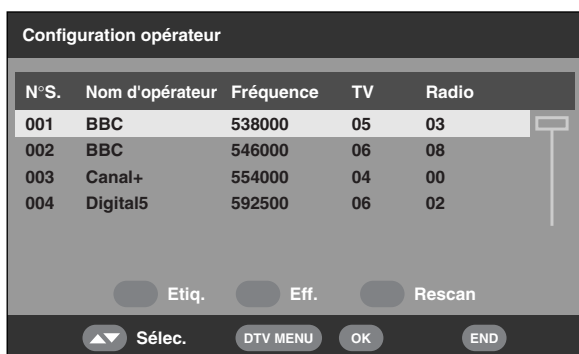 Configuration opérateur
N°S. Nom d'opérateur Fréquence TV Radio
001 BBC 538000 05 03
002 BBC 546000 06 08
003 Canal+ 554000 04 00
004 Digital5 592500 06 02
Etiq. Eff. Rescan
Sélec. DTV MENU OK END